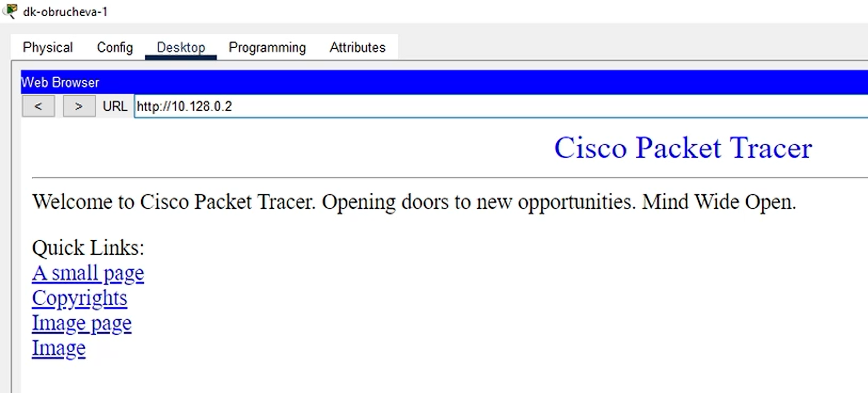 dk-obrucheva-1
Physical Config Desktop Programming Attributes
Web Browser
< > URL http://10.128.0.2
Cisco Packet Tracer
Welcome to Cisco Packet Tracer. Opening doors to new opportunities. Mind Wide Open.
Quick Links:
A small page
Copyrights
Image page
Image